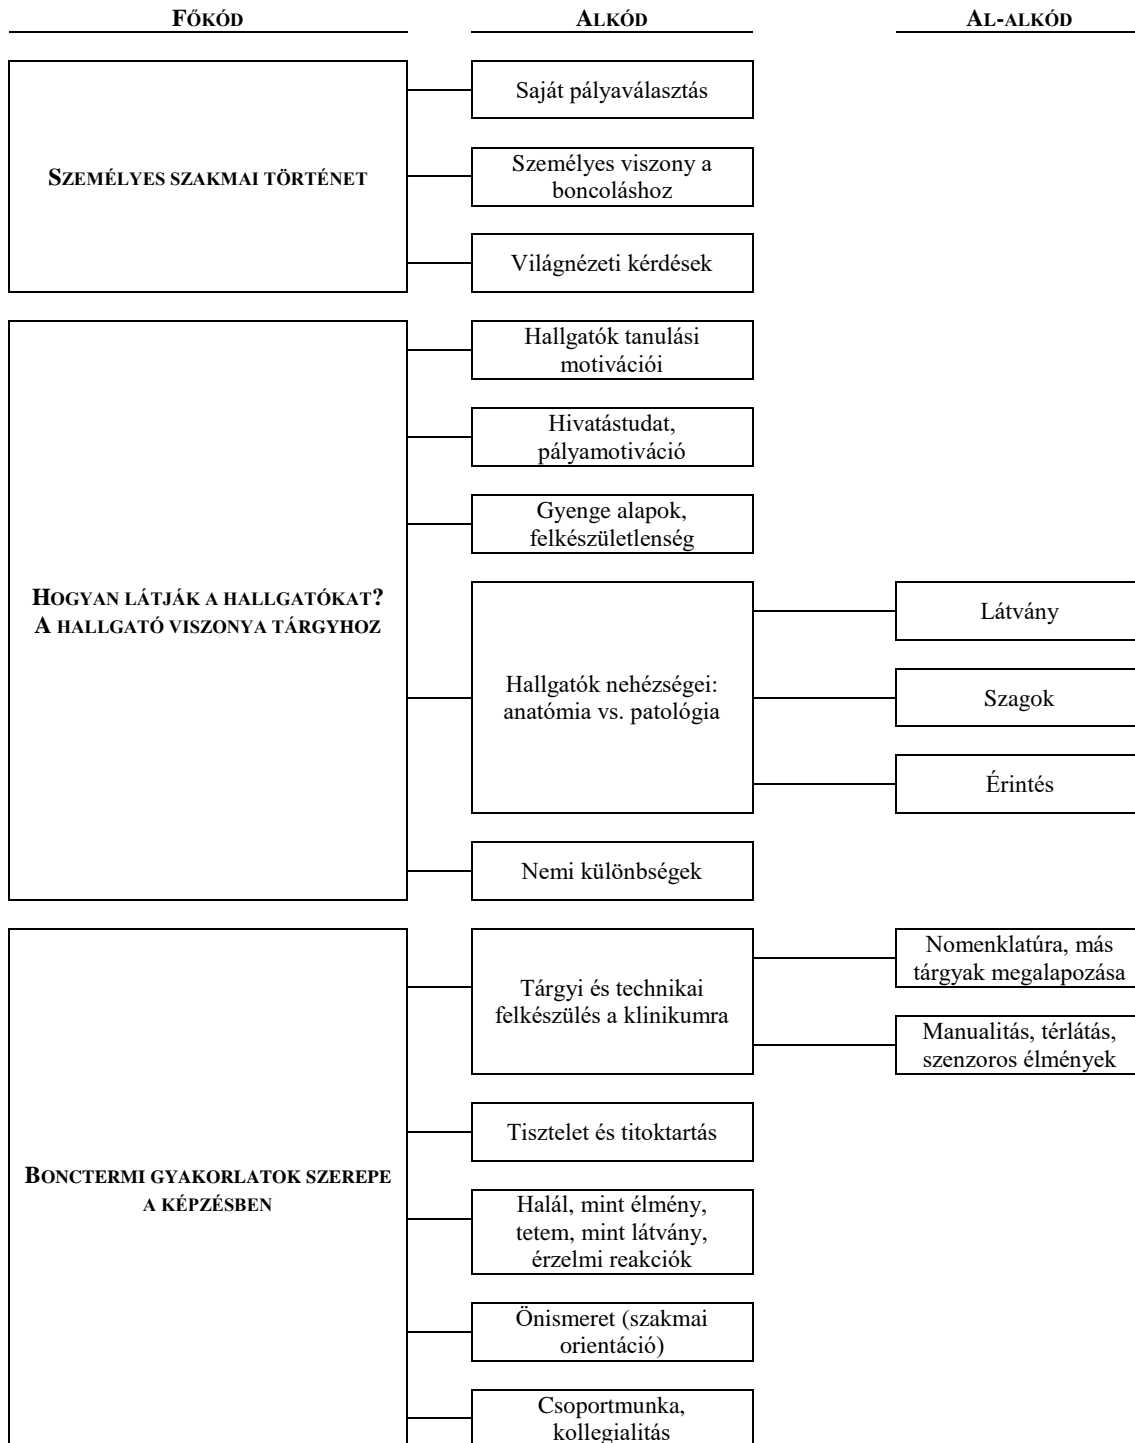 FŐKÓD
ALKÓD
AL-ALKÓD
SZEMÉLYES SZAKMAI TÖRTÉNET
Saját pályaválasztás
Személyes viszony a
boncoláshoz
Világnézeti kérdések
HOGYAN LÁTJÁK A HALLGATÓKAT?
A HALLGATÓ VISZONYA TÁRGYHOZ
Hallgatók tanulási
motivációi
Hivatástudat,
pályamotiváció
Gyenge alapok,
felkészületlenség
Hallgatók nehézségei:
anatómia vs. patológia
Látvány
Szagok
Érintés
Nemi különbségek
BONCTERMI GYAKORLATOK SZEREPE
A KÉPZÉSBEN
Tárgyi és technikai
felkészülés a klinikumra
Nomenklatúra, más
tárgyak megalapozása
Manualitás, térlátás,
szenzoros élmények
Tisztelet és titoktartás
Halál, mint élmény,
tetem, mint látvány,
érzelmi reakciók
Önismeret (szakmai
orientáció)
Csoportmunka,
kollegialitás